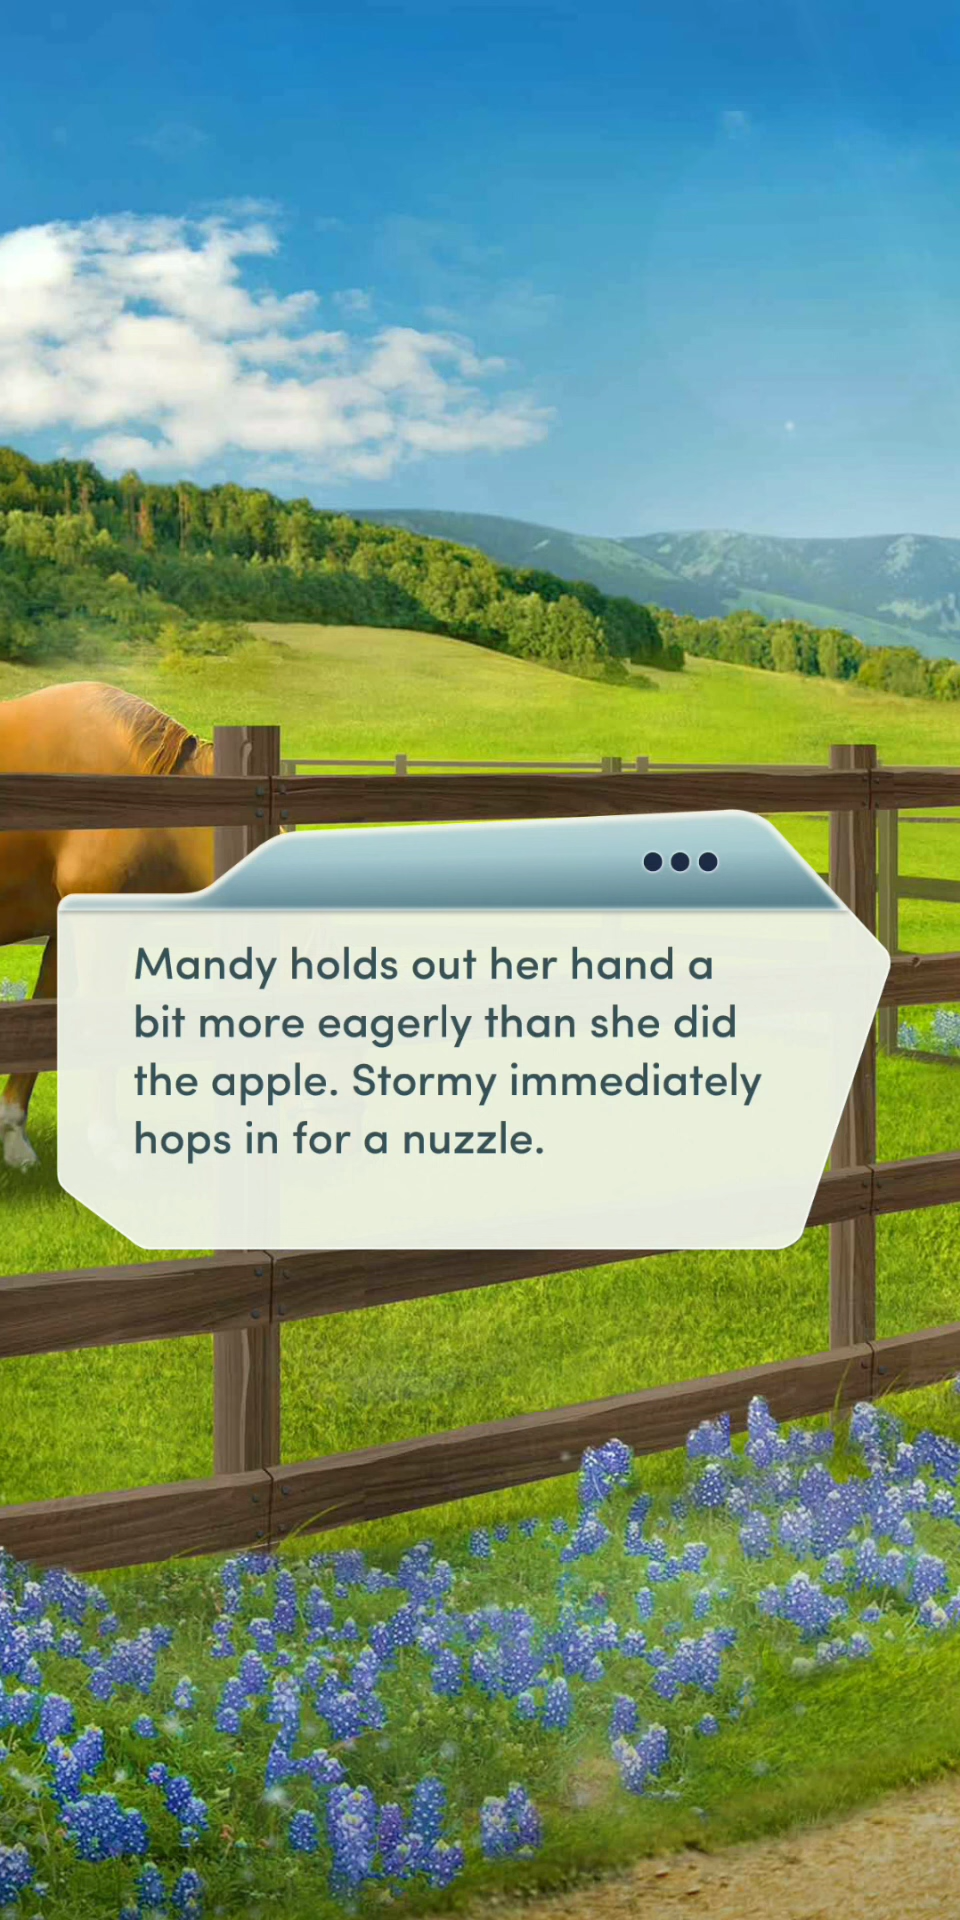 Mandy holds out her hand a
bit more eagerly than she did
the apple. Stormy immediately
hops in for a nuzzle.